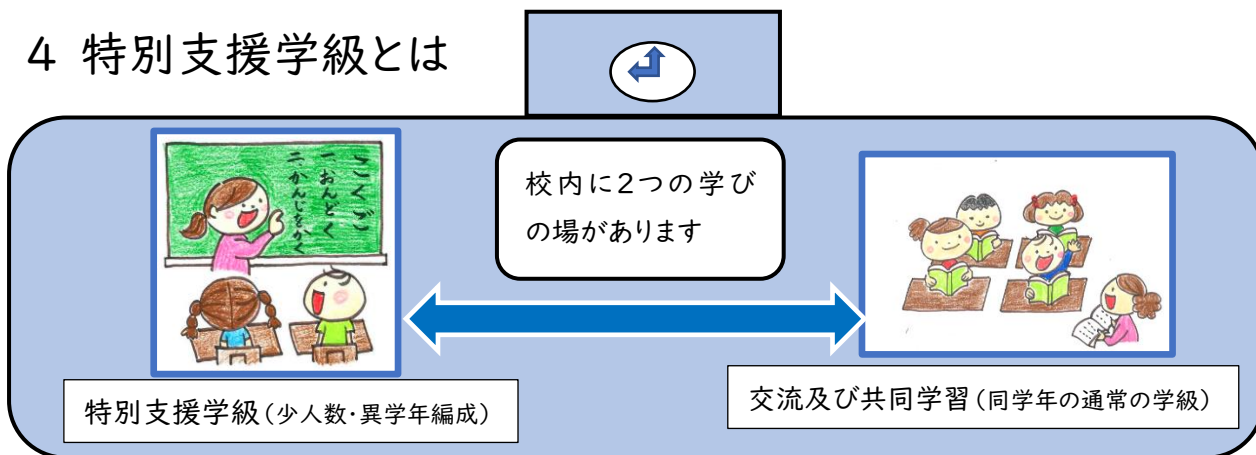 4 特別支援学級とは
こくご
一、おんどく
二、かんじをかく
校内に2つの学び
の場があります
特別支援学級(少人数・異学年編成)
交流及び共同学習(同学年の通常の学級)